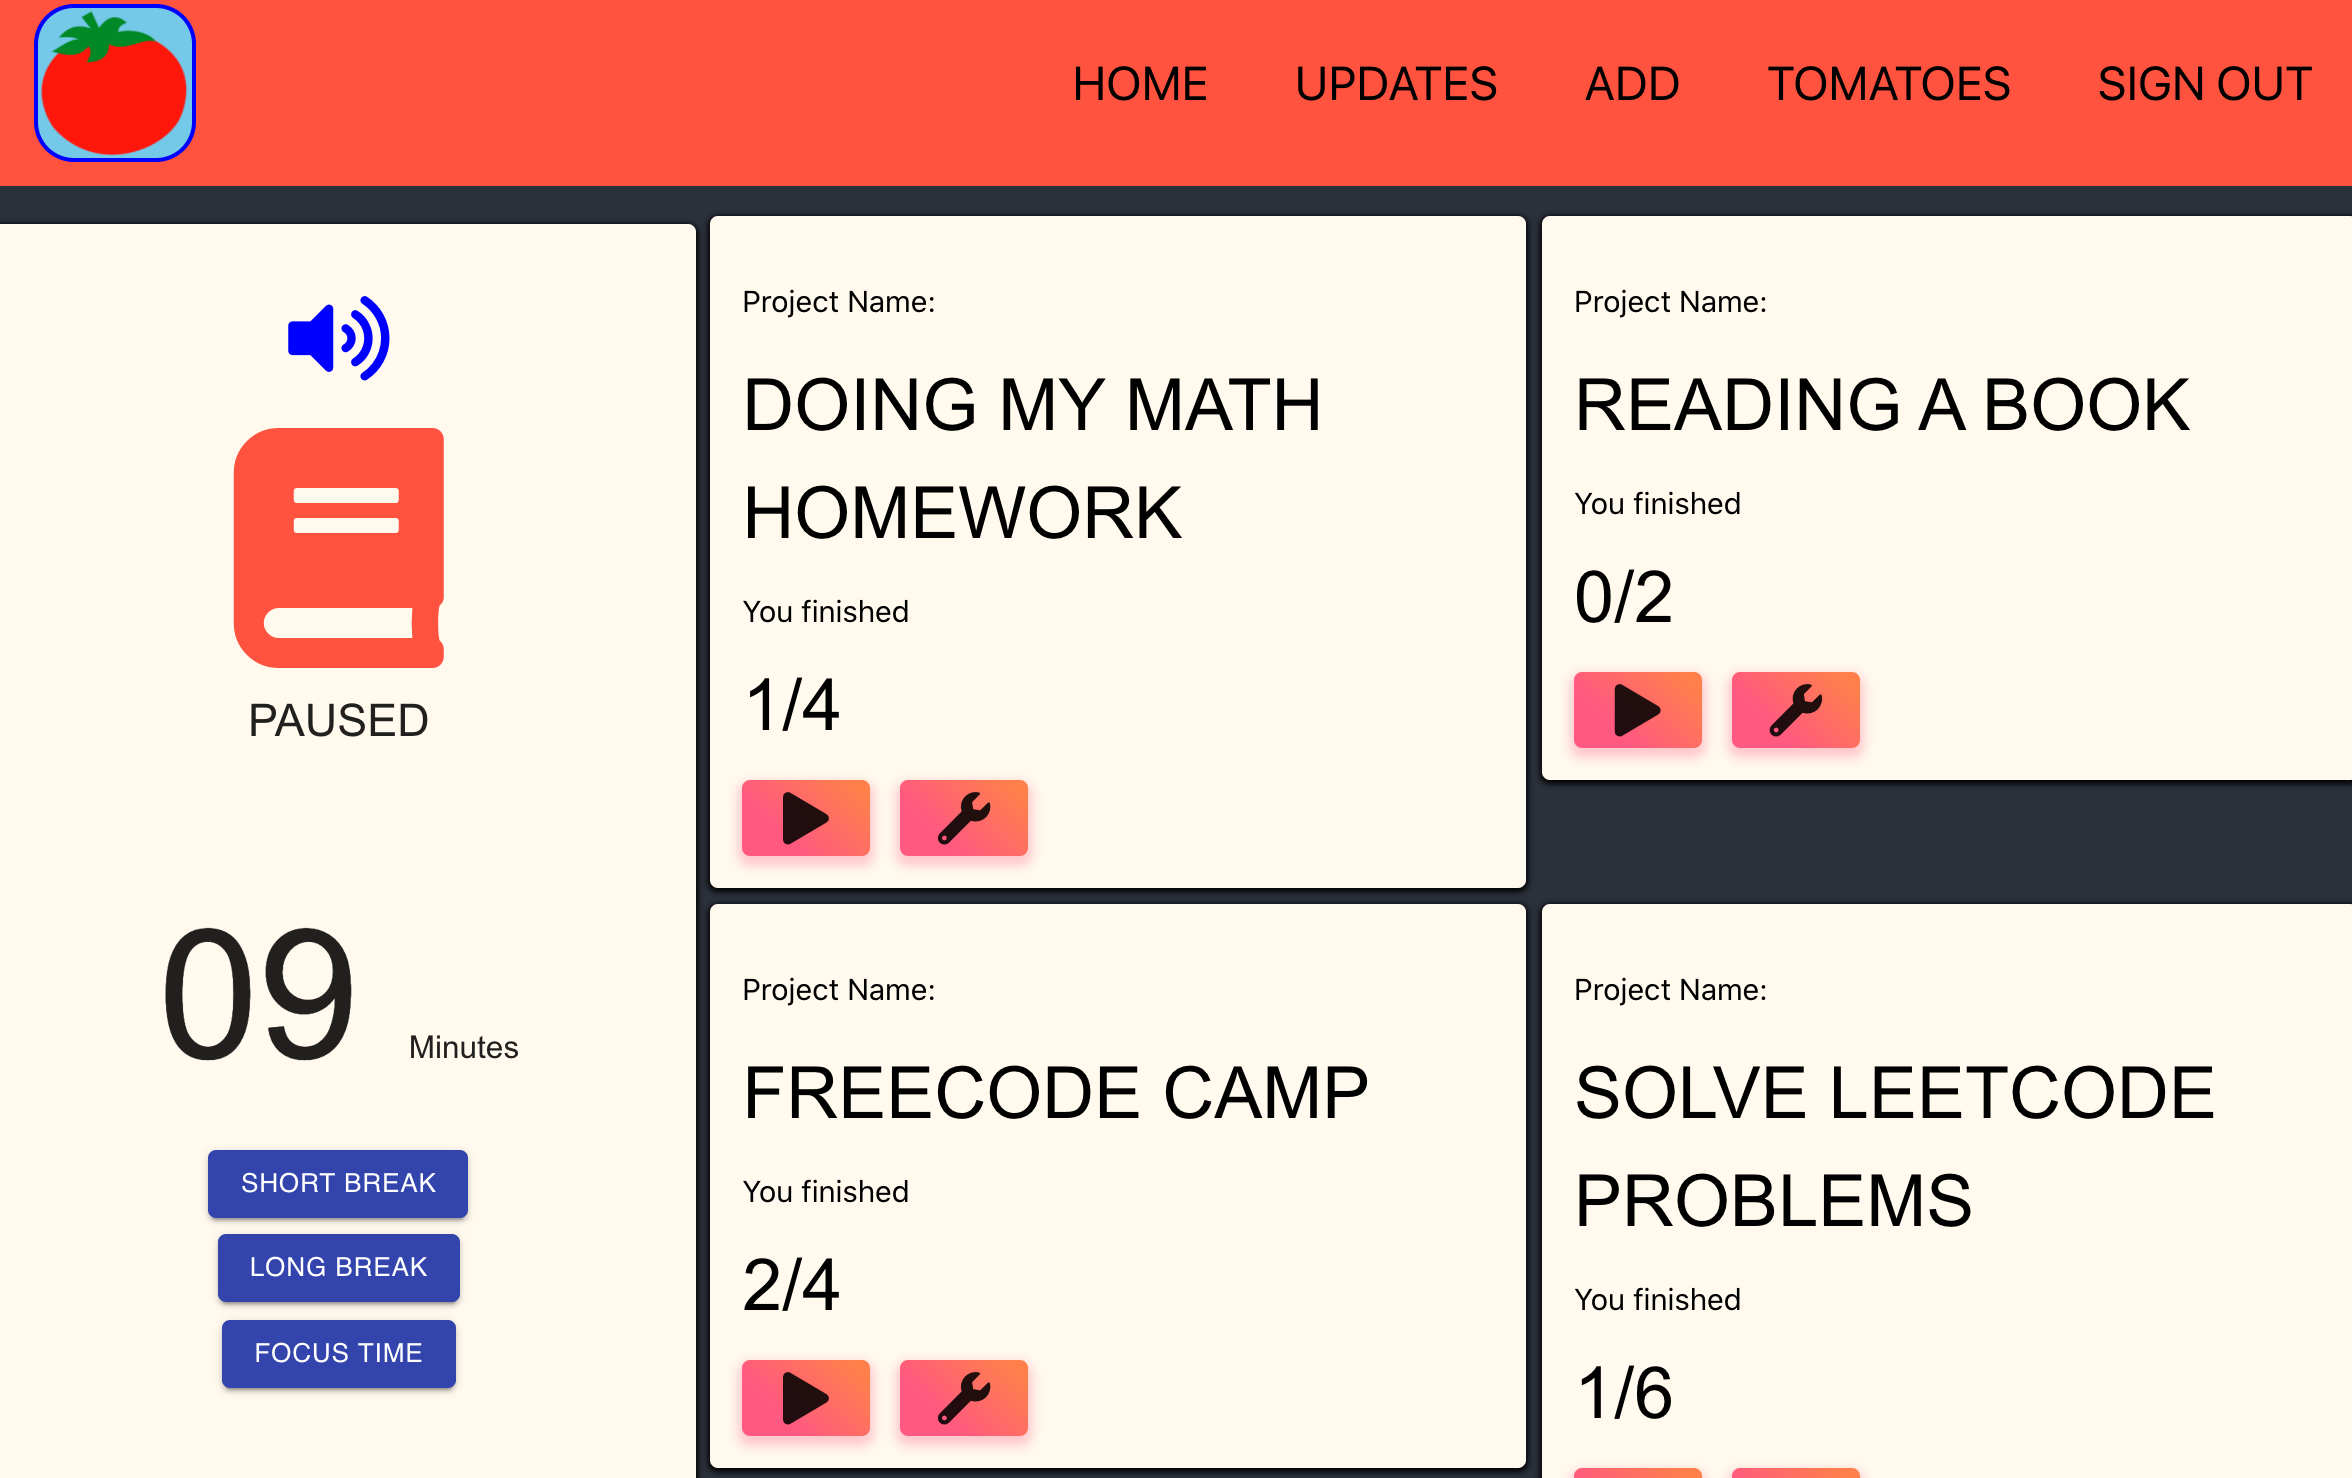 HOME UPDATES ADD TOMATOES SIGN OUT
PAUSED
09 Minutes
SHORT BREAK
LONG BREAK
FOCUS TIME
Project Name:
DOING MY MATH
HOMEWORK
You finished
1/4
Project Name:
READING A BOOK
You finished
0/2
Project Name:
FREECODE CAMP
You finished
2/4
Project Name:
SOLVE LEETCODE
PROBLEMS
You finished
1/6